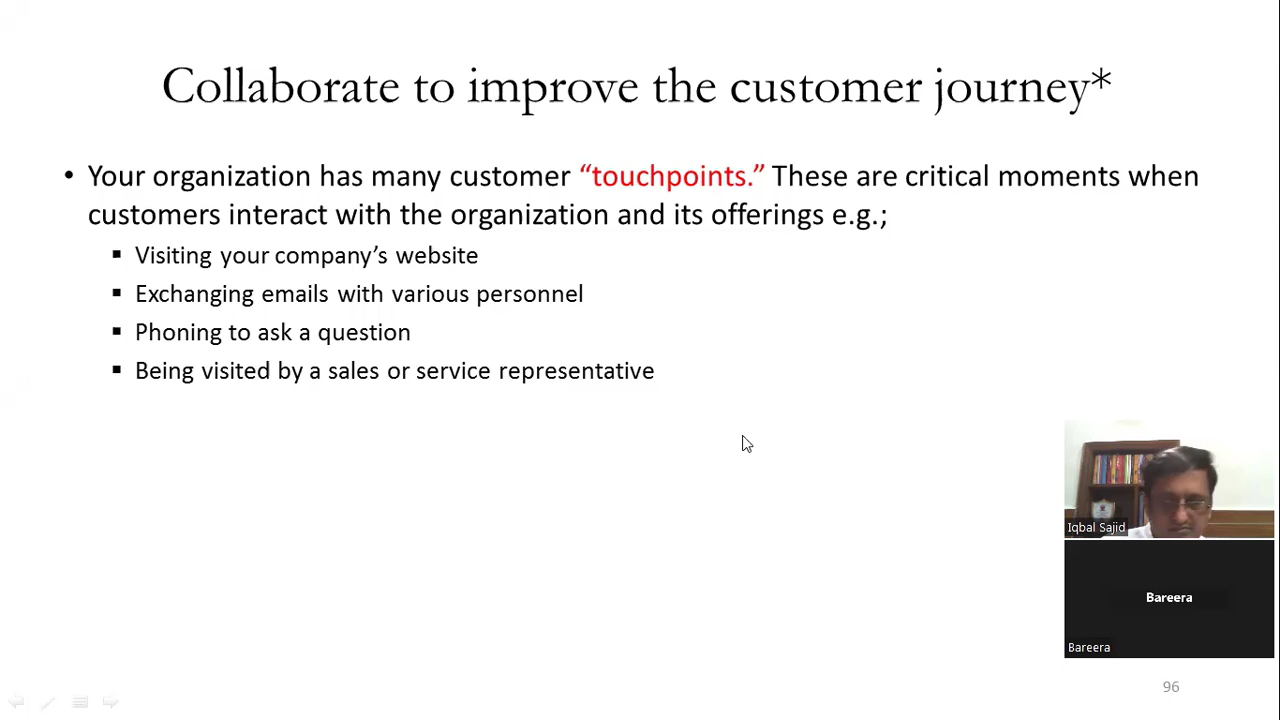 Collaborate to improve the customer journey*
• Your organization has many customer “touchpoints.” These are critical moments when
customers interact with the organization and its offerings e.g.;
▪ Visiting your company’s website
▪ Exchanging emails with various personnel
▪ Phoning to ask a question
▪ Being visited by a sales or service representative
Iqbal Sajid
Bareera
Bareera
96